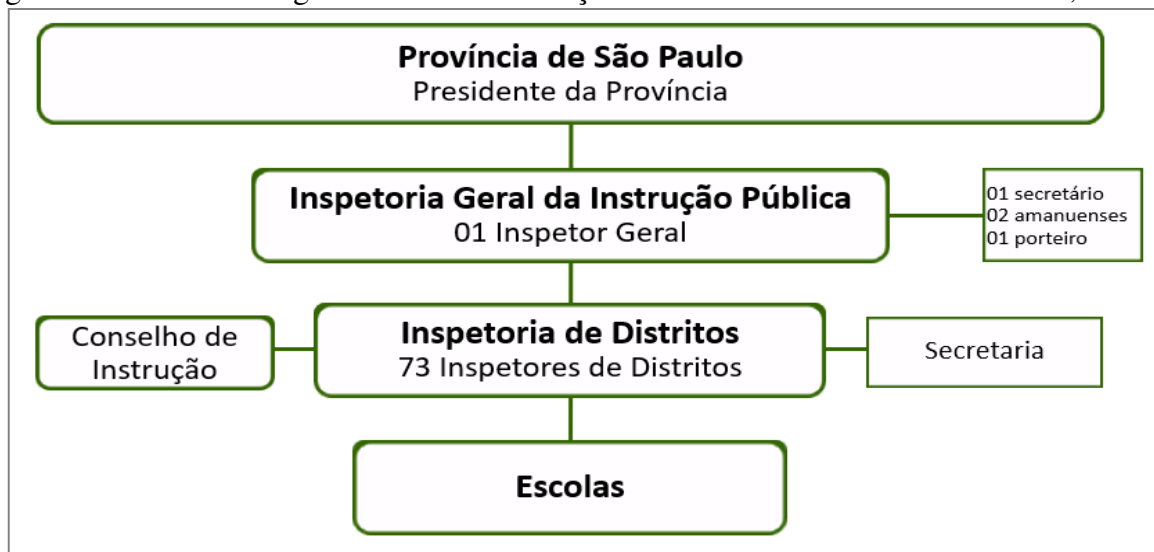 Província de São Paulo
Presidente da Província
Inspetoria Geral da Instrução Pública
01 Inspetor Geral
01 secretário
02 amanuenses
01 porteiro
Conselho de
Instrução
Inspetoria de Distritos
73 Inspetores de Distritos
Secretaria
Escolas